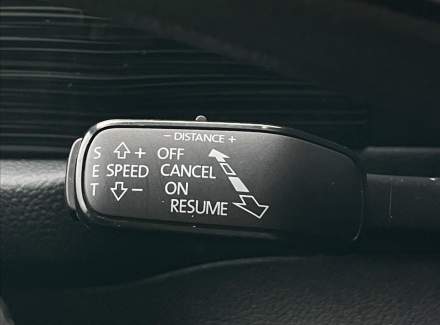 - DISTANCE +
S ⇧ + OFF
E SPEED CANCEL
T ⇩ - ON
RESUME